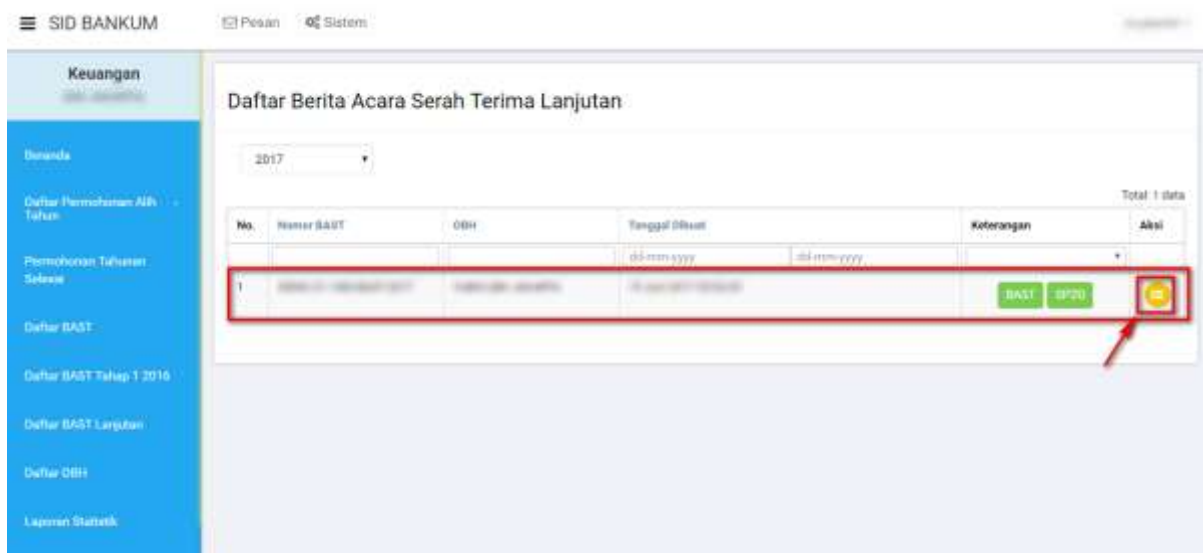 SID BANKUM
Pesan
Sistem
Keuangan
Daftar Berita Acara Serah Terima Lanjutan
Beranda
Daftar Permohonan Alih
Tahun
Permohonan Tahunan
Selesai
Daftar BAST
Daftar BAST Tahap 1 2016
Daftar BAST Lanjutan
Daftar OBH
Laporan Statistik
2017
Total: 1 data
No. Nomor BAST OBH Tanggal Dibuat Keterangan Aksi
dd-mm-yyyy dd-mm-yyyy
1 BAST SP2D